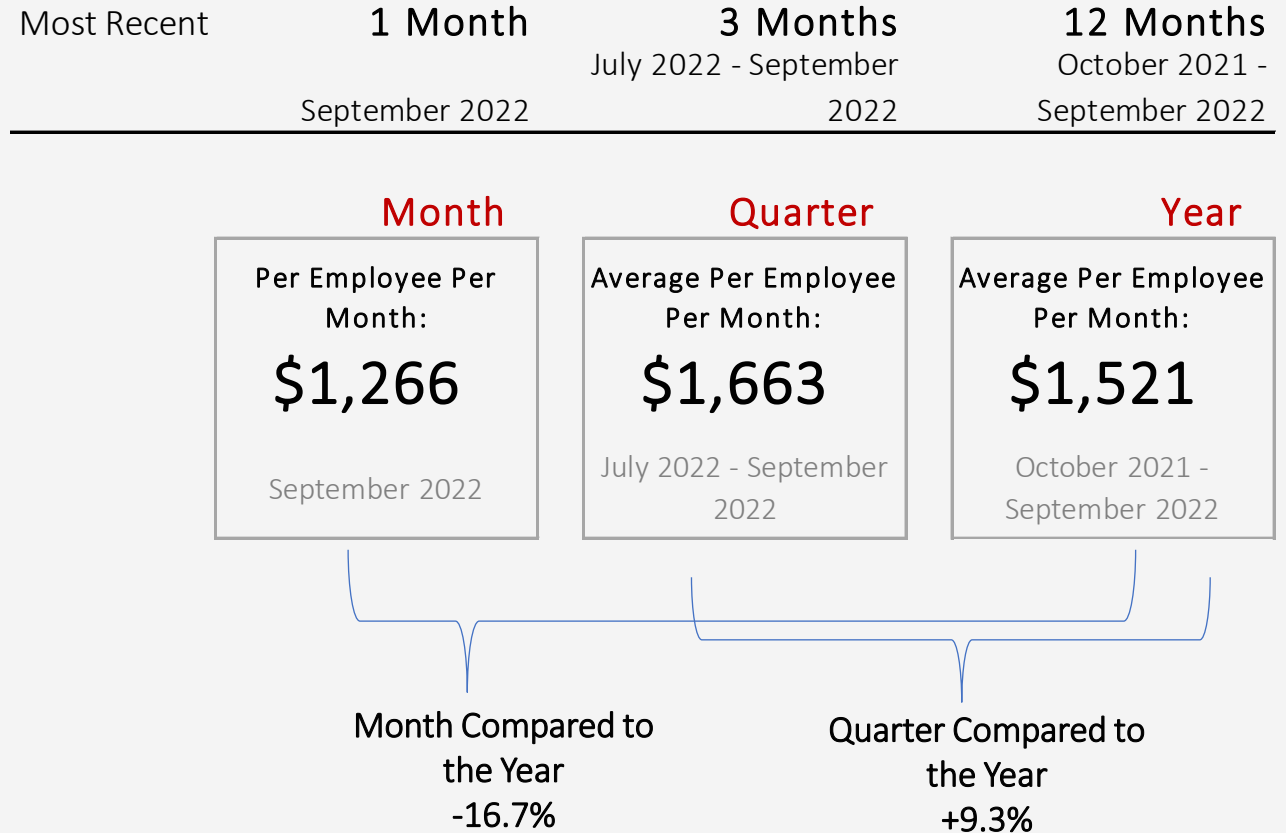 Most Recent 1 Month 3 Months 12 Months
July 2022 - September October 2021 -
September 2022 2022 September 2022
Month Quarter Year
Per Employee Per
Month:
$1,266
September 2022
Average Per Employee
Per Month:
$1,663
July 2022 - September
2022
Average Per Employee
Per Month:
$1,521
October 2021 -
September 2022
Month Compared to
the Year
-16.7%
Quarter Compared to
the Year
+9.3%